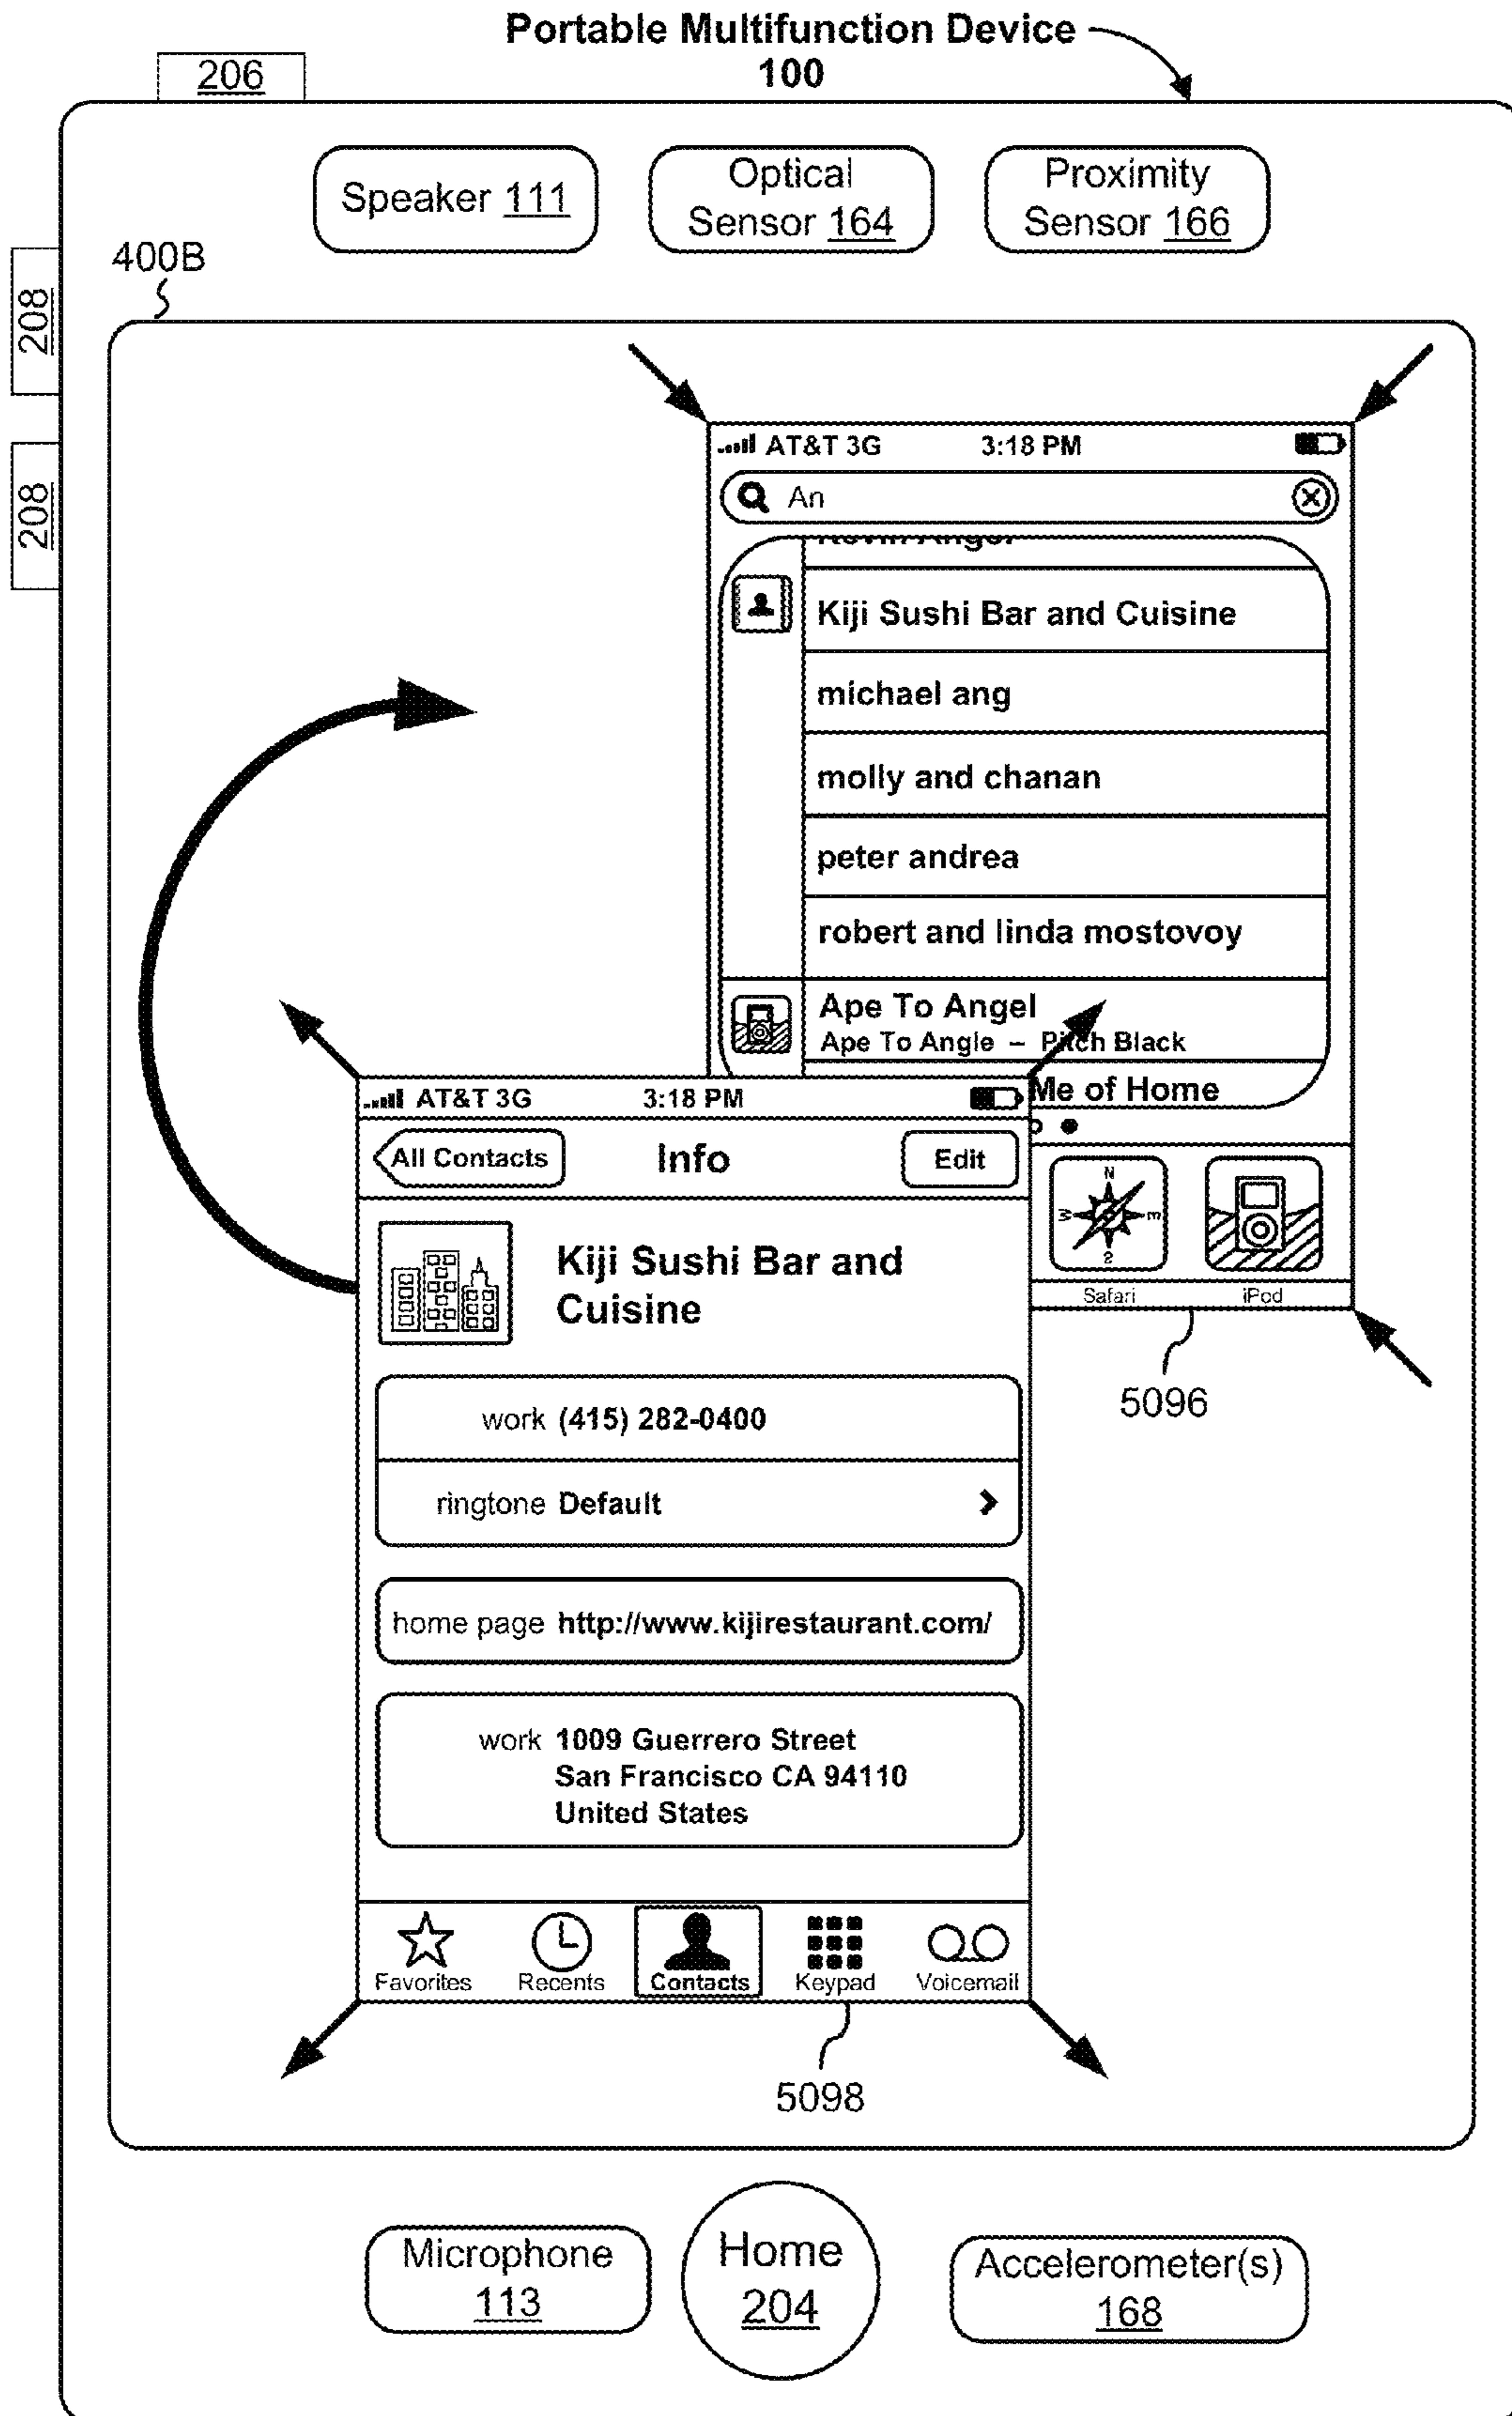 Portable Multifunction Device
100
206
Speaker 111
Optical
Sensor 164
Proximity
Sensor 166
400B
208
208
AT&T 3G 3:18 PM
An
Kiji Sushi Bar and Cuisine
michael ang
molly and chanan
peter andrea
robert and linda mostovoy
Ape To Angel
Ape To Angle – Pitch Black
Me of Home
N
W E
S
Safari iPod
5096
AT&T 3G 3:18 PM
All Contacts Info Edit
Kiji Sushi Bar and
Cuisine
work (415) 282-0400
ringtone Default
home page http://www.kijirestaurant.com/
work 1009 Guerrero Street
San Francisco CA 94110
United States
Favorites Recents Contacts Keypad Voicemail
5098
Microphone
113
Home
204
Accelerometer(s)
168